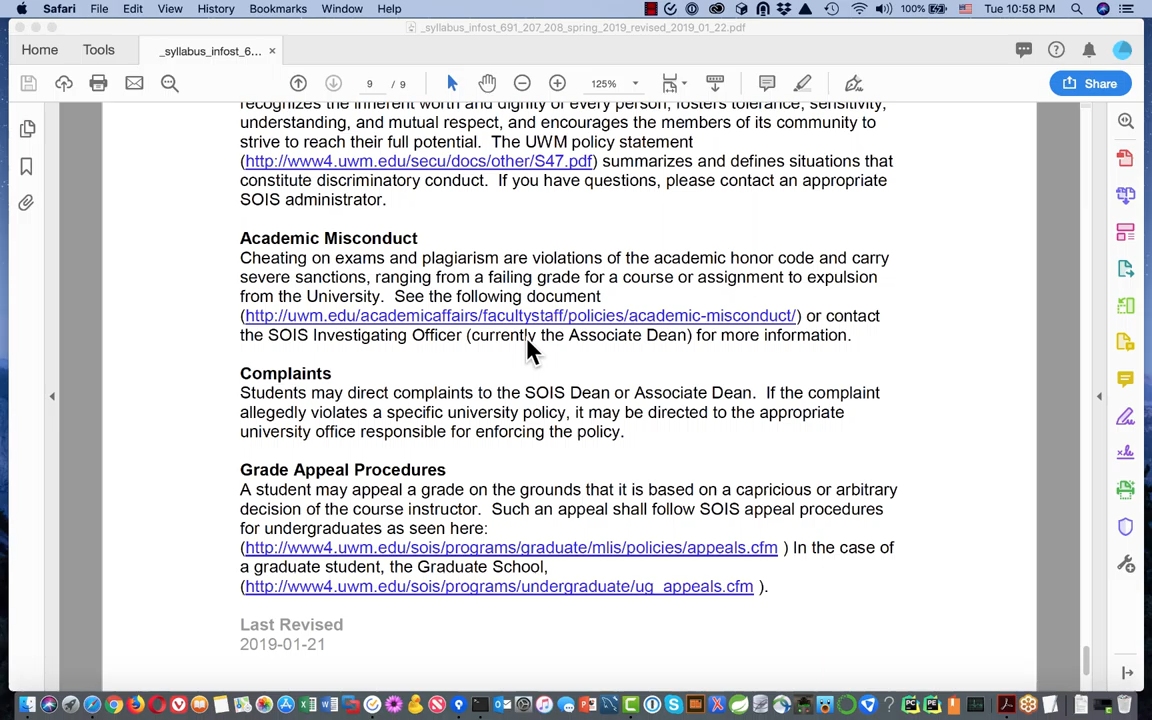 Safari File Edit View History Bookmarks Window Help 100% Tue 10:58 PM
_syllabus_infost_691_207_208_spring_2019_revised_2019_01_22.pdf
Home Tools _syllabus_infost_6... ×
9 / 9 125% Share
recognizes the inherent worth and dignity of every person, fosters tolerance, sensitivity,
understanding, and mutual respect, and encourages the members of its community to
strive to reach their full potential. The UWM policy statement
(http://www4.uwm.edu/secu/docs/other/S47.pdf) summarizes and defines situations that
constitute discriminatory conduct. If you have questions, please contact an appropriate
SOIS administrator.
Academic Misconduct
Cheating on exams and plagiarism are violations of the academic honor code and carry
severe sanctions, ranging from a failing grade for a course or assignment to expulsion
from the University. See the following document
(http://uwm.edu/academicaffairs/facultystaff/policies/academic-misconduct/) or contact
the SOIS Investigating Officer (currently the Associate Dean) for more information.
Complaints
Students may direct complaints to the SOIS Dean or Associate Dean. If the complaint
allegedly violates a specific university policy, it may be directed to the appropriate
university office responsible for enforcing the policy.
Grade Appeal Procedures
A student may appeal a grade on the grounds that it is based on a capricious or arbitrary
decision of the course instructor. Such an appeal shall follow SOIS appeal procedures
for undergraduates as seen here:
(http://www4.uwm.edu/sois/programs/graduate/mlis/policies/appeals.cfm ) In the case of
a graduate student, the Graduate School,
(http://www4.uwm.edu/sois/programs/undergraduate/ug_appeals.cfm ).
Last Revised
2019-01-21